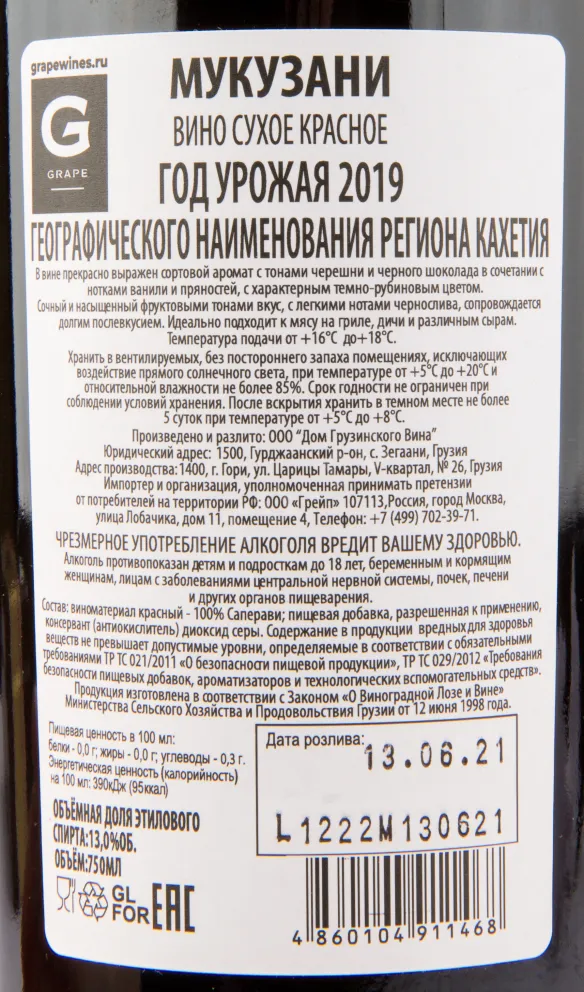 grapewines.ru
G
GRAPE
МУКУЗАНИ
ВИНО СУХОЕ КРАСНОЕ
ГОД УРОЖАЯ 2019
ГЕОГРАФИЧЕСКОГО НАИМЕНОВАНИЯ РЕГИОНА КАХЕТИЯ
В вине прекрасно выражен сортовой аромат с тонами черешни и черного шоколада в сочетании с
нотками ванили и пряностей, с характерным темно-рубиновым цветом.
Сочный и насыщенный фруктовыми тонами вкус, с легкими нотами чернослива, сопровождается
долгим послевкусием. Идеально подходит к мясу на гриле, дичи и различным сырам.
Температура подачи от +16°С до+18°С.
Хранить в вентилируемых, без постороннего запаха помещениях, исключающих
воздействие прямого солнечного света, при температуре от +5°С до +20°С и
относительной влажности не более 85%. Срок годности не ограничен при
соблюдении условий хранения. После вскрытия хранить в темном месте не более
5 суток при температуре от +5°С до +8°С.
Произведено и разлито: ООО "Дом Грузинского Вина"
Юридический адрес: 1500, Гурджаанский р-он, с. Зегаани, Грузия
Адрес производства:1400, г. Гори, ул. Царицы Тамары, V-квартал, № 26, Грузия
Импортер и организация, уполномоченная принимать претензии
от потребителей на территории РФ: ООО «Грейп» 107113,Россия, город Москва,
улица Лобачика, дом 11, помещение 4, Телефон: +7 (499) 702-39-71.
ЧРЕЗМЕРНОЕ УПОТРЕБЛЕНИЕ АЛКОГОЛЯ ВРЕДИТ ВАШЕМУ ЗДОРОВЬЮ.
Алкоголь противопоказан детям и подросткам до 18 лет, беременным и кормящим
женщинам, лицам с заболеваниями центральной нервной системы, почек, печени
и других органов пищеварения.
Состав: виноматериал красный - 100% Саперави; пищевая добавка, разрешенная к применению,
консервант (антиокислитель) диоксид серы. Содержание в продукции вредных для здоровья
веществ не превышает допустимые уровни, определяемые в соответствии с обязательными
требованиями ТР ТС 021/2011 «О безопасности пищевой продукции», ТР ТС 029/2012 «Требования
безопасности пищевых добавок, ароматизаторов и технологических вспомогательных средств».
Продукция изготовлена в соответствии с Законом «О Виноградной Лозе и Вине»
Министерства Сельского Хозяйства и Продовольствия Грузии от 12 июня 1998 года.
Пищевая ценность в 100 мл:
белки - 0,0 г; жиры - 0,0 г; углеводы - 0,3 г.
Энергетическая ценность (калорийность)
на 100 мл: 390кДж (95ккал)
Дата розлива:
13.06.21
L1222M130621
ОБЪЁМНАЯ ДОЛЯ ЭТИЛОВОГО
СПИРТА:13,0%ОБ.
ОБЪЁМ:750МЛ
GL
FOR
EAC
4 860104 911468